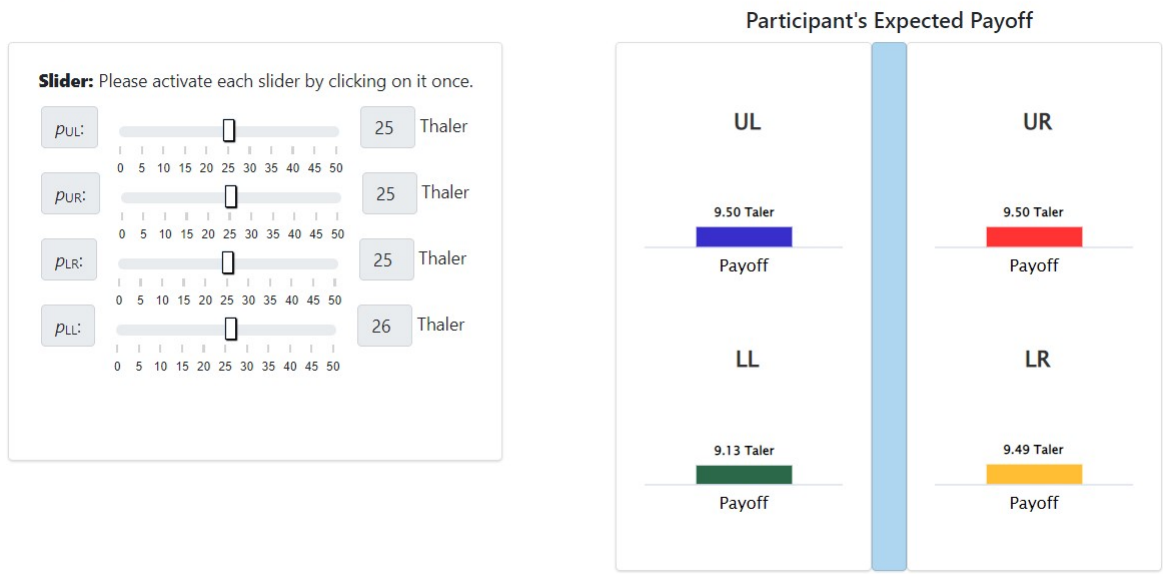 Participant's Expected Payoff
Slider: Please activate each slider by clicking on it once.
pUL: 25 Thaler
0 5 10 15 20 25 30 35 40 45 50
pUR: 25 Thaler
0 5 10 15 20 25 30 35 40 45 50
pLR: 25 Thaler
0 5 10 15 20 25 30 35 40 45 50
pLL: 26 Thaler
0 5 10 15 20 25 30 35 40 45 50
UL UR
9.50 Taler 9.50 Taler
Payoff Payoff
LL LR
9.13 Taler 9.49 Taler
Payoff Payoff